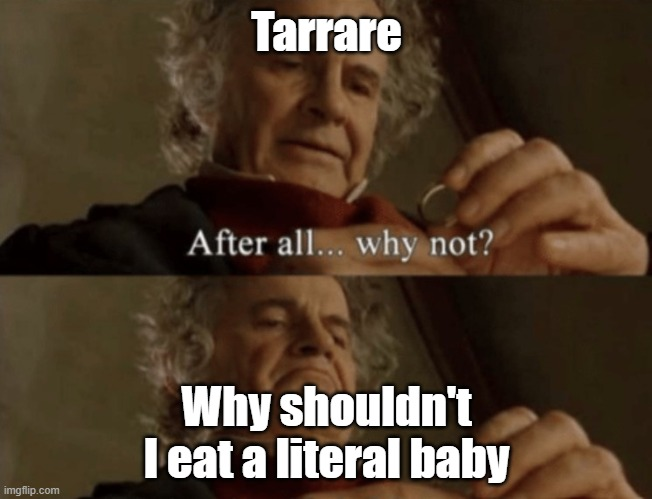 Tarrare
After all... why not?
Why shouldn't
I eat a literal baby
imgflip.com